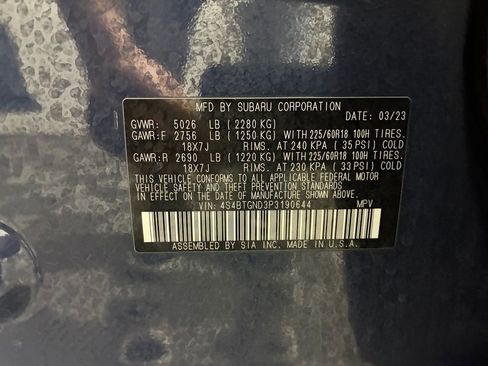 MFD BY SUBARU CORPORATION DATE: 03/23
GVWR: 5026 LB (2280 KG)
GAWR:F 2756 LB (1250 KG) WITH 225/60R18 100H TIRES.
18X7J RIMS. AT 240 KPA (35 PSI) COLD
GAWR:R 2690 LB (1220 KG) WITH 225/60R18 100H TIRES.
18X7J RIMS. AT 230 KPA (33 PSI) COLD
THIS VEHICLE CONFORMS TO ALL APPLICABLE FEDERAL MOTOR
VEHICLE SAFETY AND THEFT PREVENTION STANDARDS
IN EFFECT ON THE DATE OF MANUFACTURE SHOWN ABOVE.
VIN: 4S4BTGND3P3190644 MPV
ASSEMBLED BY SIA INC. MADE IN U.S.A.